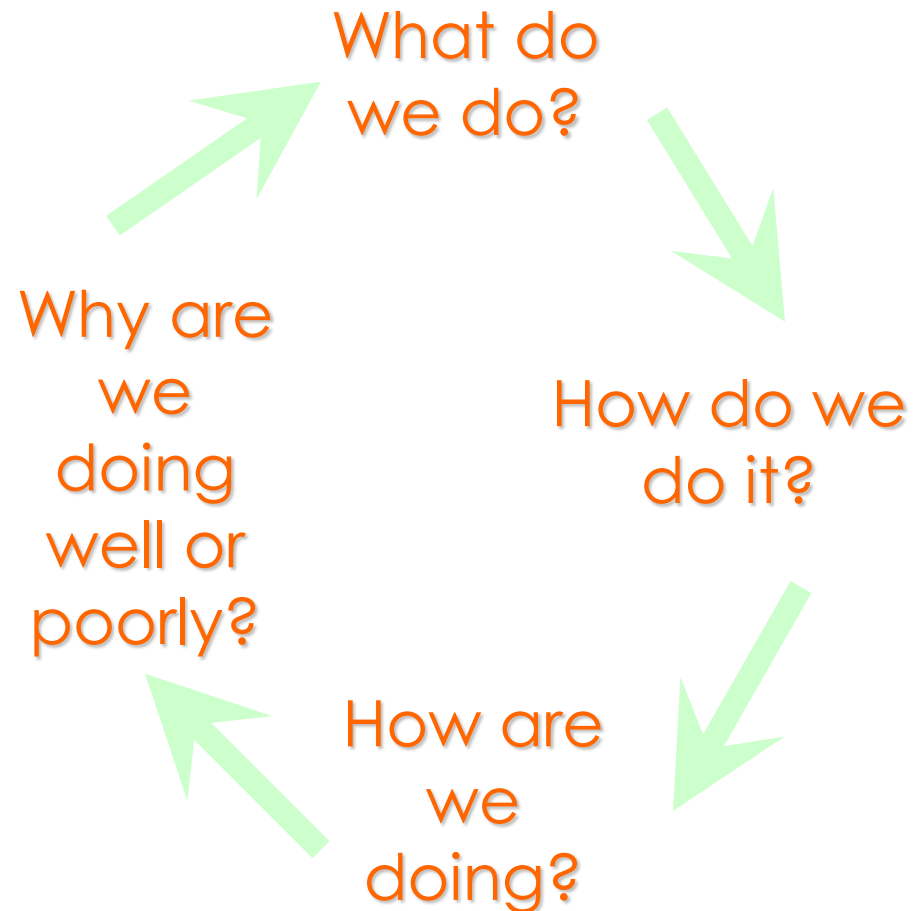 What do
we do?
How do we
do it?
How are
we
doing?
Why are
we
doing
well or
poorly?